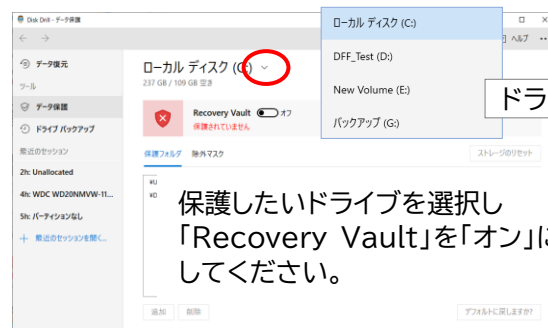 Disk Drill - データ保護
ローカル ディスク (C:)
DFF_Test (D:)
New Volume (E:)
バックアップ (G:)
ヘルプ
データ復元
ツール
データ保護
ドライブ バックアップ
最近のセッション
2h: Unallocated
4h: WDC WD20NMVW-11...
5h: パーティションなし
最近のセッションを開く...
ローカル ディスク (C:)
237 GB / 109 GB 空き
Recovery Vault オフ
保護されていません
ドラ
保護フォルダ 除外マスク
ストレージのリセット
¥U
¥D
保護したいドライブを選択し
「Recovery Vault」を「オン」に
してください。
追加 削除
デフォルトに戻しますか?